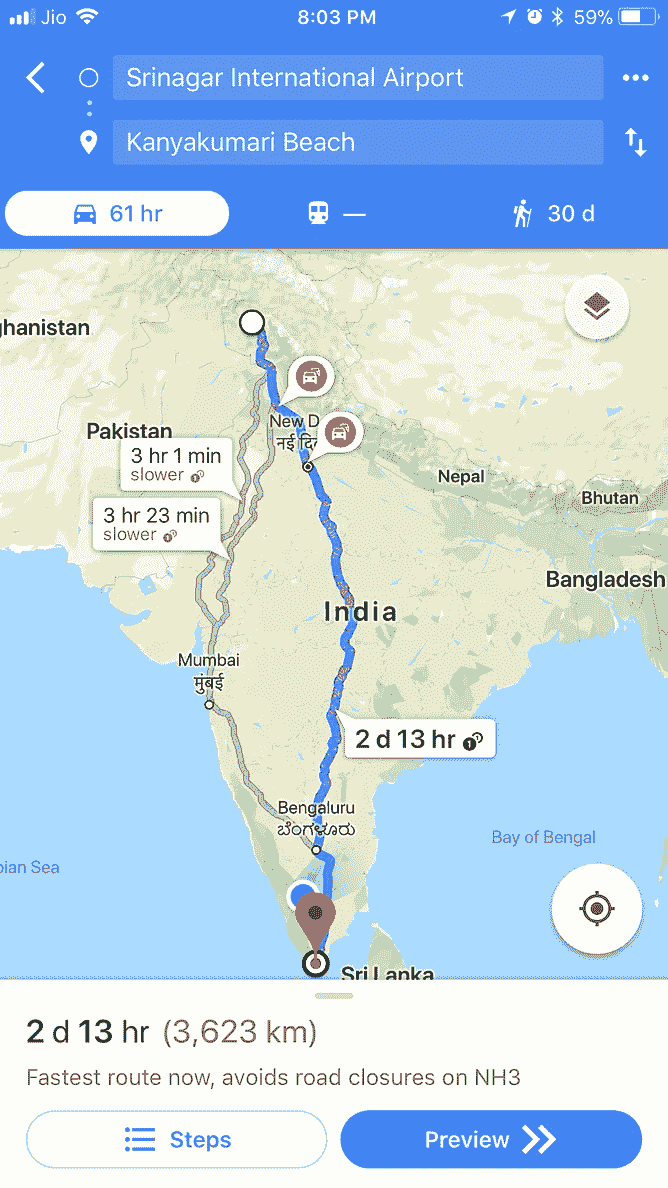 Jio 8:03 PM 59%
Srinagar International Airport
Kanyakumari Beach
61 hr — 30 d
ghanistan
New D
नई दि
Pakistan
3 hr 1 min
slower
Nepal
Bhutan
3 hr 23 min
slower
Bangladesh
India
Mumbai
मुंबई
2 d 13 hr
Bengaluru
ಬೆಂಗಳೂರು
Bay of Bengal
bian Sea
Sri Lanka
2 d 13 hr (3,623 km)
Fastest route now, avoids road closures on NH3
Steps Preview